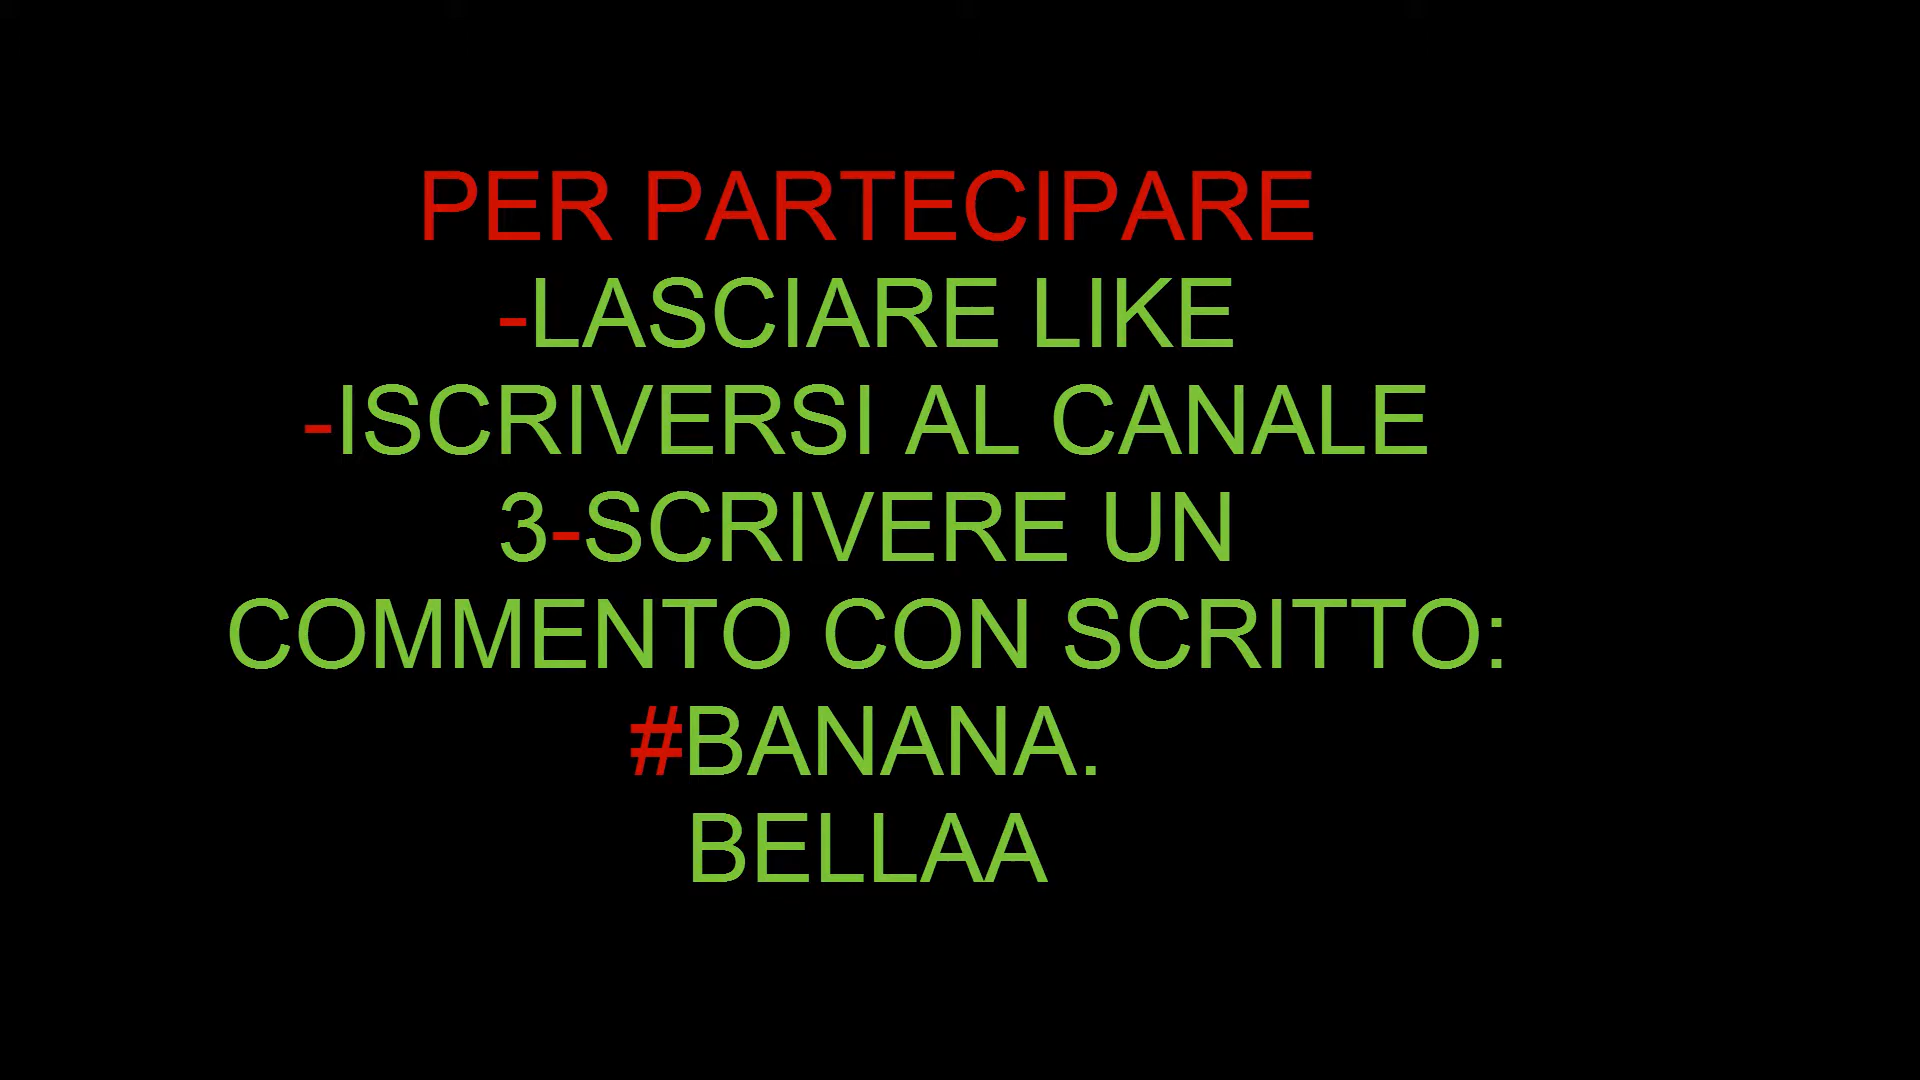 PER PARTECIPARE
-LASCIARE LIKE
-ISCRIVERSI AL CANALE
3-SCRIVERE UN
COMMENTO CON SCRITTO:
#BANANA.
BELLAA